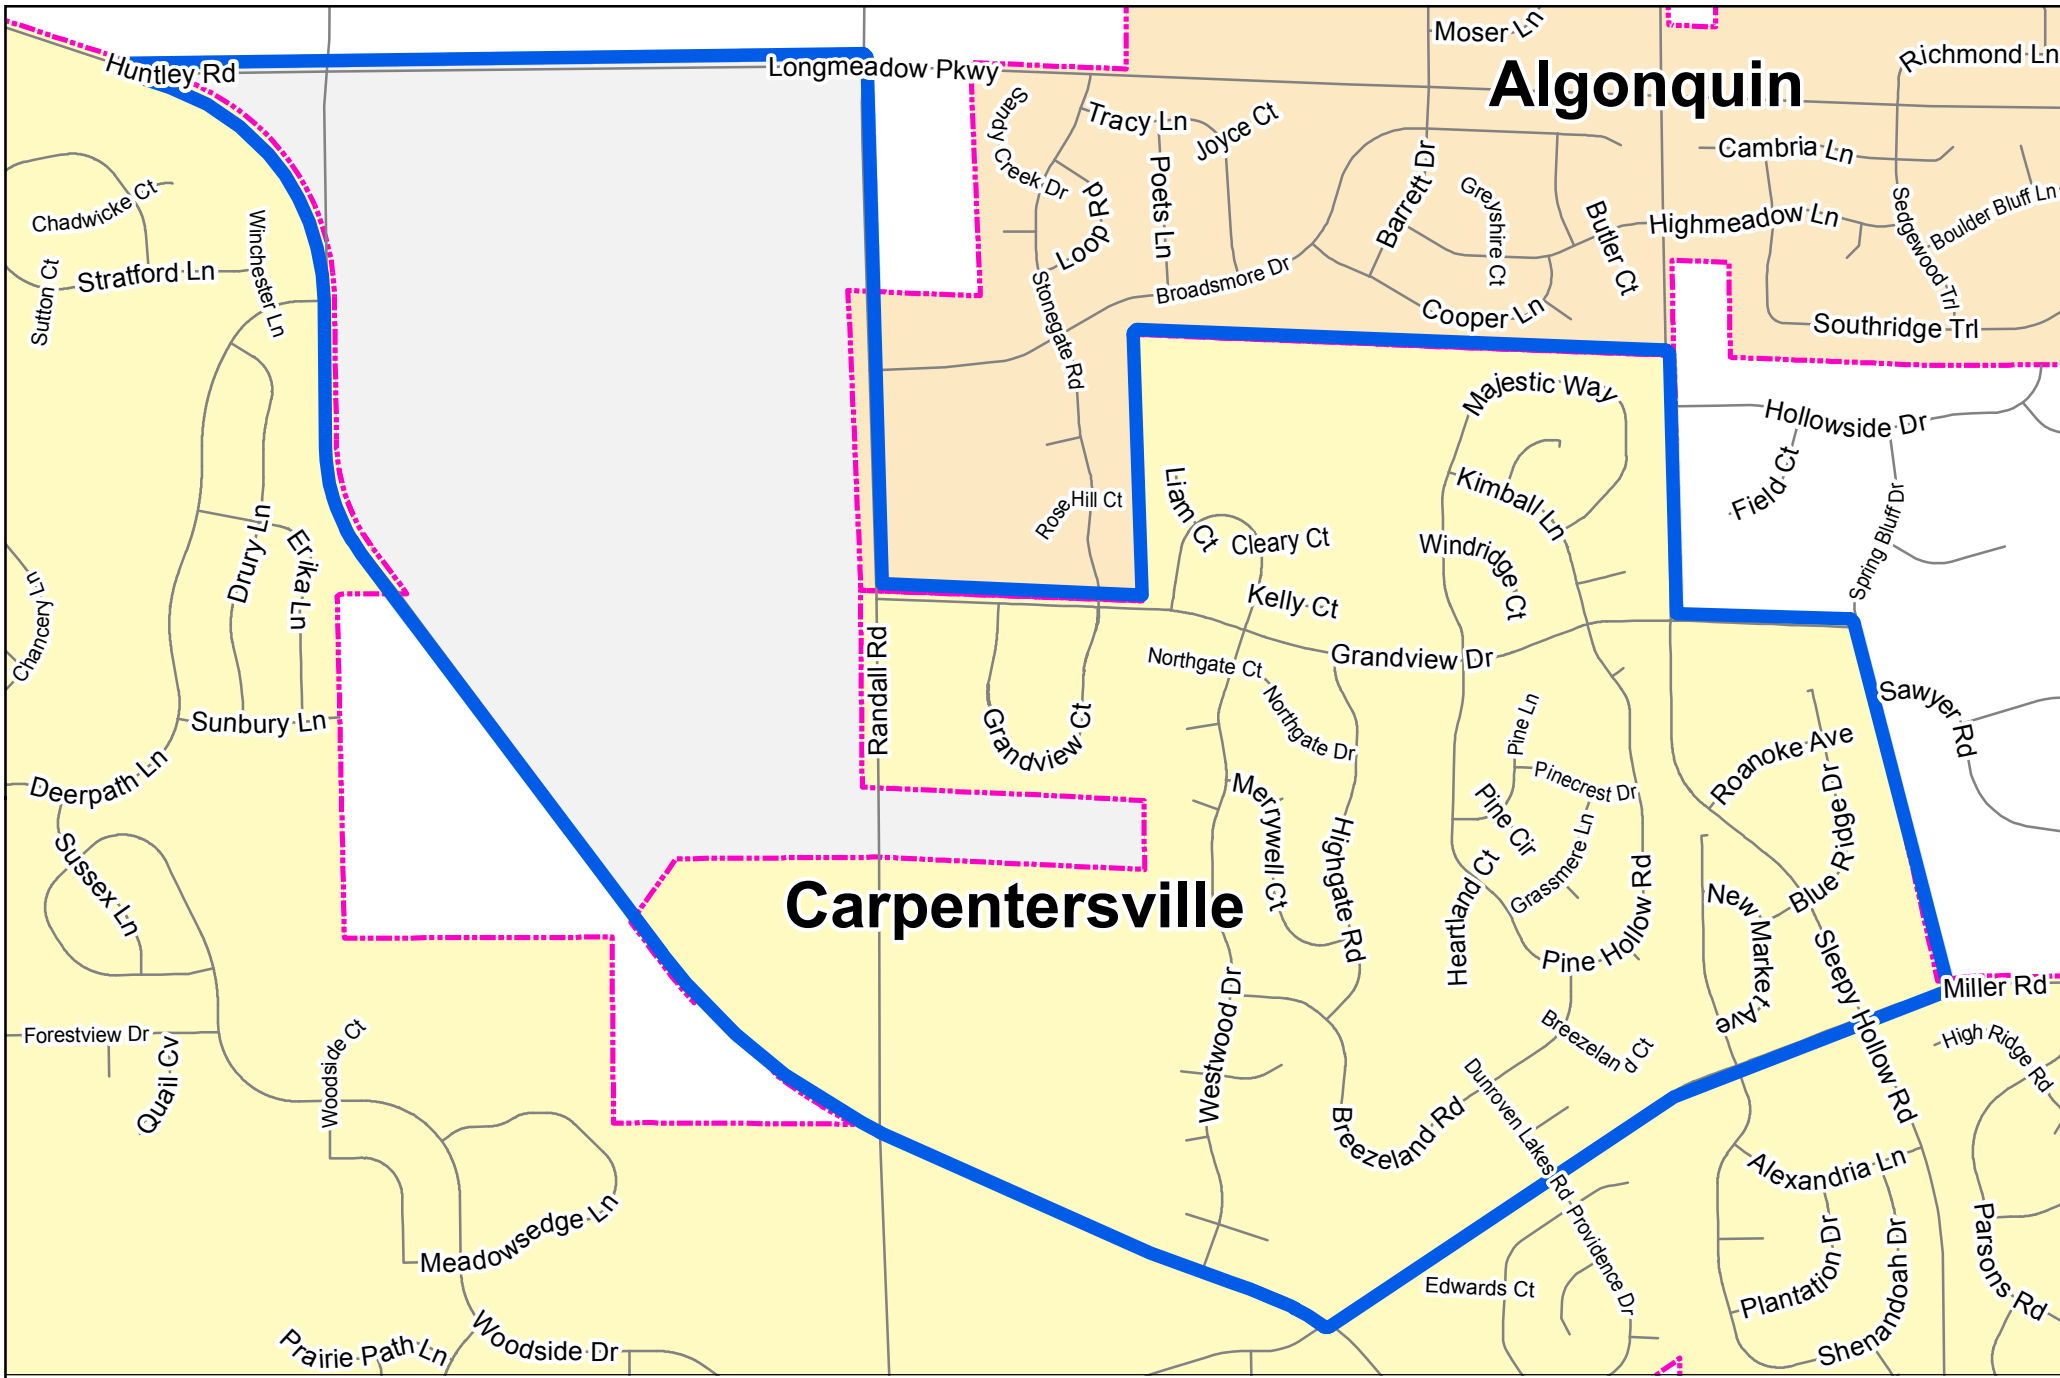 Moser Ln
Richmond Ln
Huntley Rd
Longmeadow Pkwy
Algonquin
Sandy Creek Dr
Tracy Ln
Joyce Ct
Cambria Ln
Chadwicke Ct
Loop Rd
Poets Ln
Barrett Dr
Greyshire Ct
Butler Ct
Highmeadow Ln
Sedgewood Trl
Boulder Bluff Ln
Winchester Ln
Stratford Ln
Sutton Ct
Stonegate Rd
Broadsmore Dr
Cooper Ln
Southridge Trl
Majestic Way
Hollowside Dr
Field Ct
Spring Bluff Dr
Liam Ct
Kimball Ln
Rose Hill Ct
Cleary Ct
Windridge Ct
Drury Ln
Erika Ln
Chancery Ln
Kelly Ct
Randall Rd
Northgate Ct
Grandview Dr
Sawyer Rd
Sunbury Ln
Grandview Ct
Northgate Dr
Pine Ln
Roanoke Ave
Deerpath Ln
Merrywell Ct
Pinecrest Dr
Pine Cir
Blue Ridge Dr
Sussex Ln
Highgate Rd
Grassmere Ln
Carpentersville
Heartland Ct
Pine Hollow Rd
New Market Ave
Sleepy Hollow Rd
Miller Rd
Forestview Dr
Quail Cv
Woodside Ct
Westwood Dr
Breezeland Ct
High Ridge Rd
Breezeland Rd
Dunroven Lakes Rd
Alexandria Ln
Meadowsedge Ln
Providence Dr
Plantation Dr
Shenandoah Dr
Parsons Rd
Edwards Ct
Prairie Path Ln
Woodside Dr